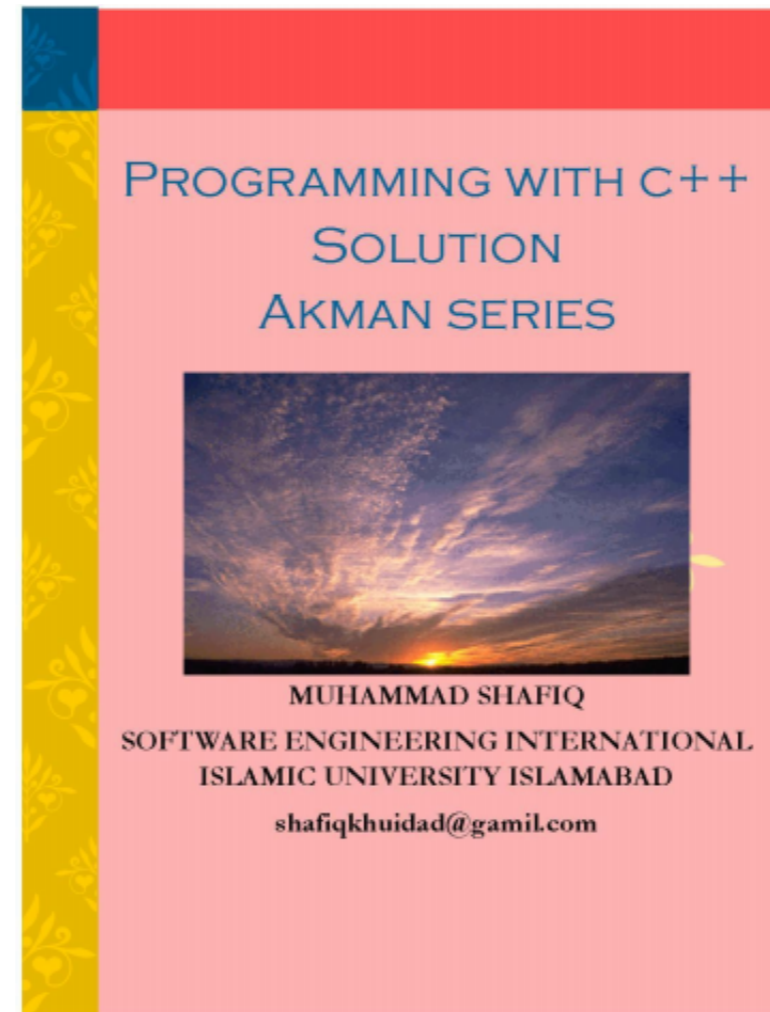 PROGRAMMING WITH C++
SOLUTION
AKMAN SERIES
MUHAMMAD SHAFIQ
SOFTWARE ENGINEERING INTERNATIONAL
ISLAMIC UNIVERSITY ISLAMABAD
shafiqkhuidad@gamil.com